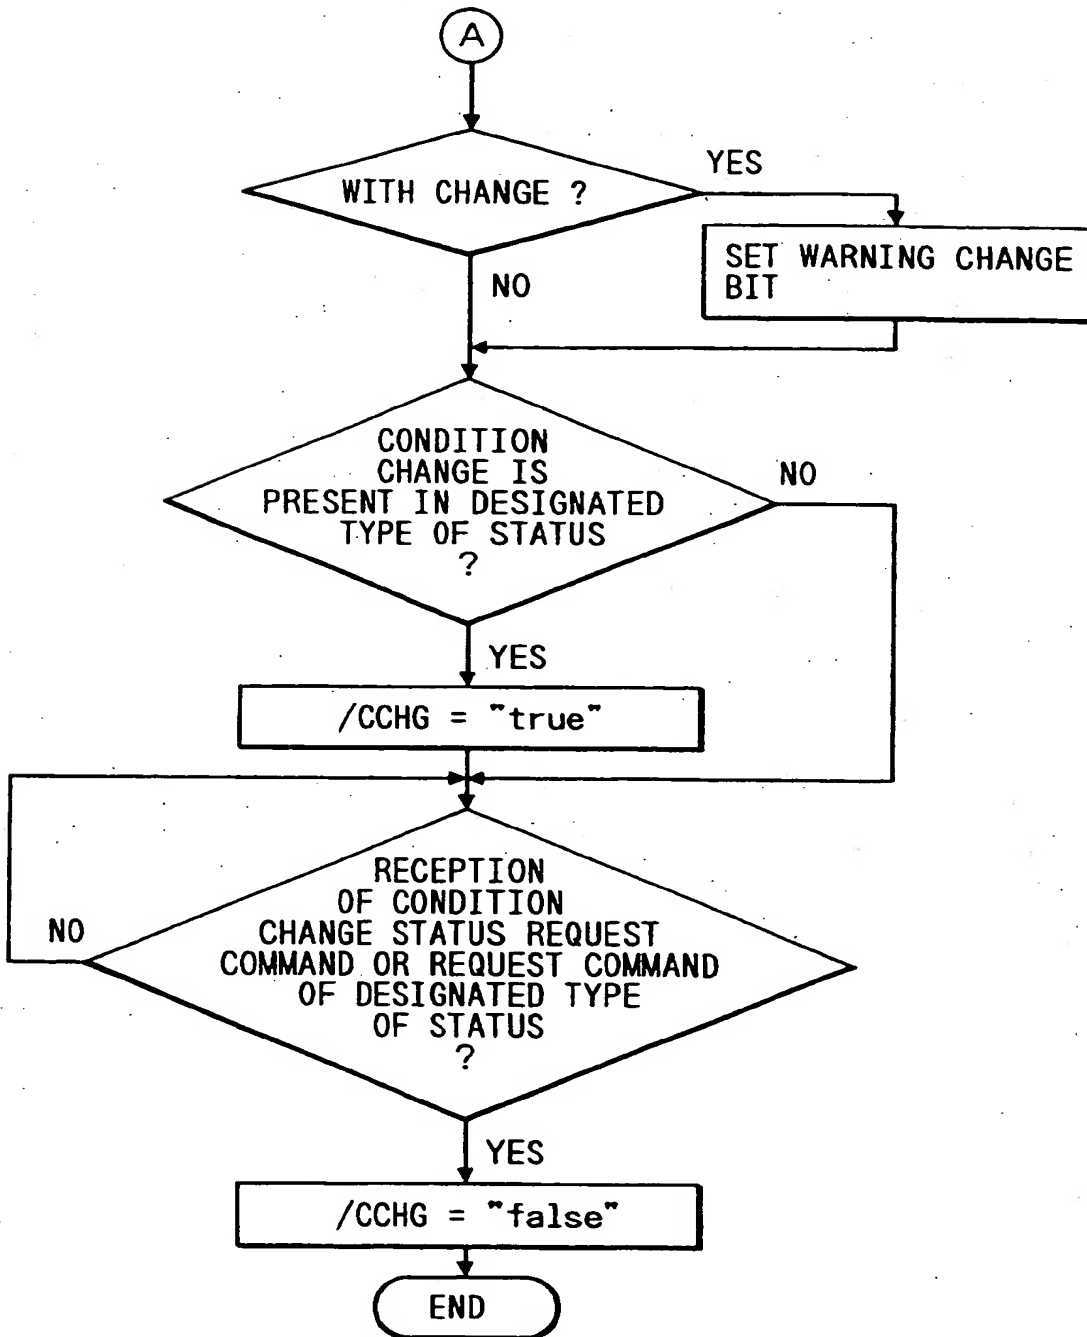 A
WITH CHANGE ?
YES
SET WARNING CHANGE
BIT
NO
CONDITION
CHANGE IS
PRESENT IN DESIGNATED
TYPE OF STATUS
?
NO
YES
/CCHG = "true"
RECEPTION
OF CONDITION
CHANGE STATUS REQUEST
COMMAND OR REQUEST COMMAND
OF DESIGNATED TYPE
OF STATUS
?
NO
YES
/CCHG = "false"
END